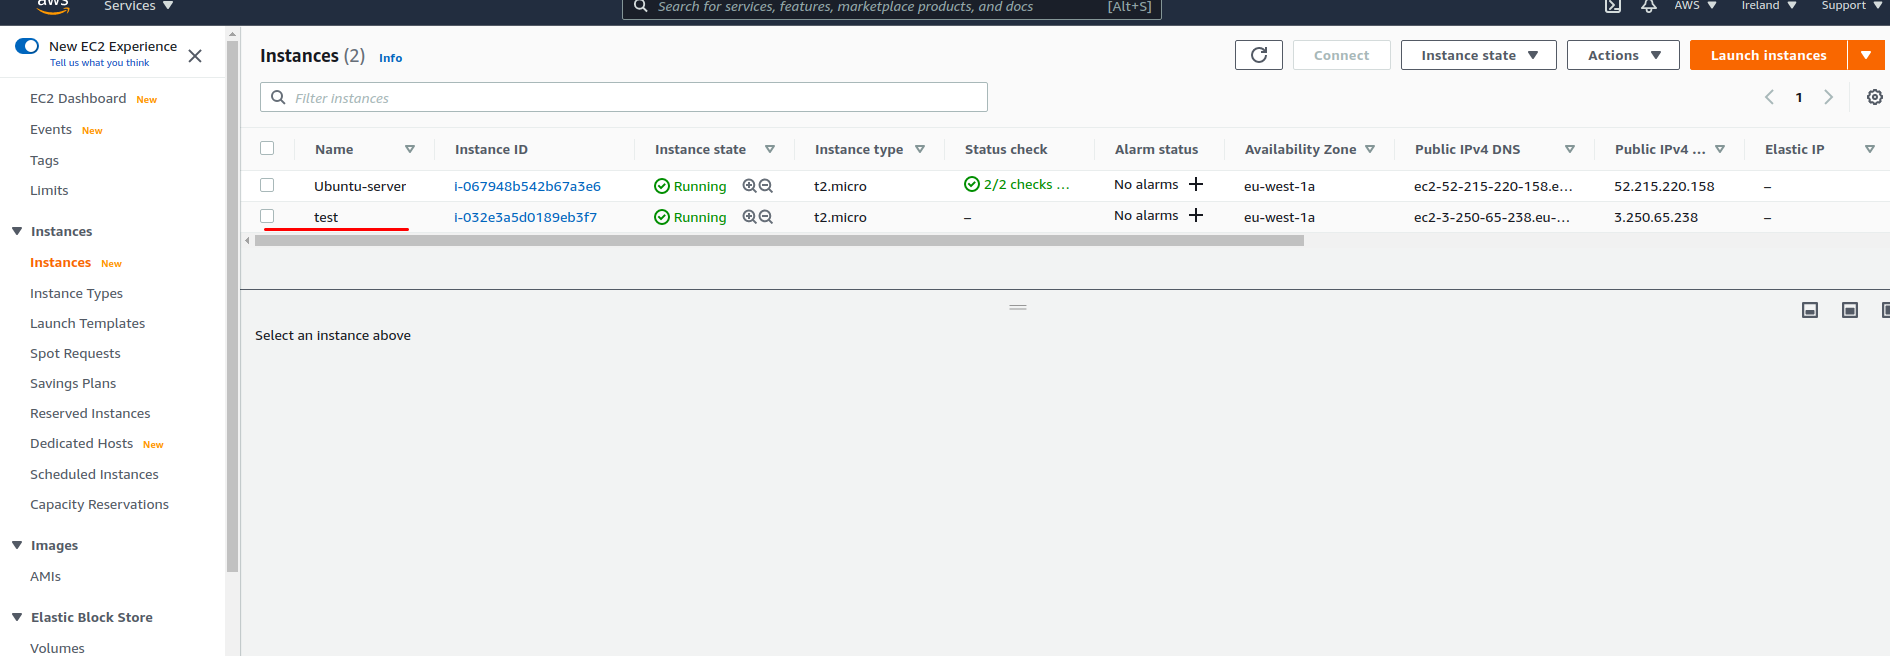 aws Services Search for services, features, marketplace products, and docs [Alt+S] AWS Ireland Support
New EC2 Experience
Tell us what you think
EC2 Dashboard New
Events New
Tags
Limits
Instances
Instances New
Instance Types
Launch Templates
Spot Requests
Savings Plans
Reserved Instances
Dedicated Hosts New
Scheduled Instances
Capacity Reservations
Images
AMIs
Elastic Block Store
Volumes
Instances (2) Info Connect Instance state Actions Launch instances
Filter instances 1
Name Instance ID Instance state Instance type Status check Alarm status Availability Zone Public IPv4 DNS Public IPv4 ... Elastic IP
Ubuntu-server i-067948b542b67a3e6 Running t2.micro 2/2 checks ... No alarms + eu-west-1a ec2-52-215-220-158.e... 52.215.220.158 –
test i-032e3a5d0189eb3f7 Running t2.micro – No alarms + eu-west-1a ec2-3-250-65-238.eu-... 3.250.65.238 –
Select an instance above